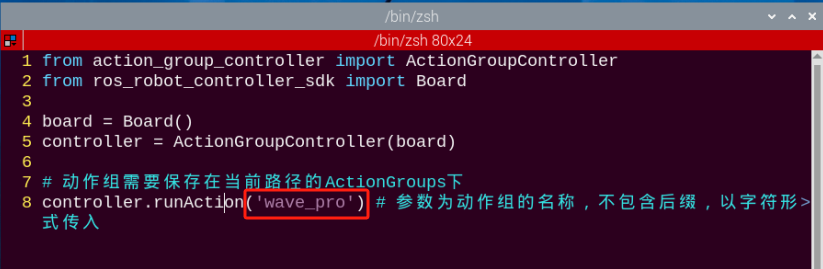 /bin/zsh
/bin/zsh 80x24
1 from action_group_controller import ActionGroupController
2 from ros_robot_controller_sdk import Board
3
4 board = Board()
5 controller = ActionGroupController(board)
6
7 # 动作组需要保存在当前路径的ActionGroups下
8 controller.runAction('wave_pro') # 参数为动作组的名称，不包含后缀，以字符形>
式传入